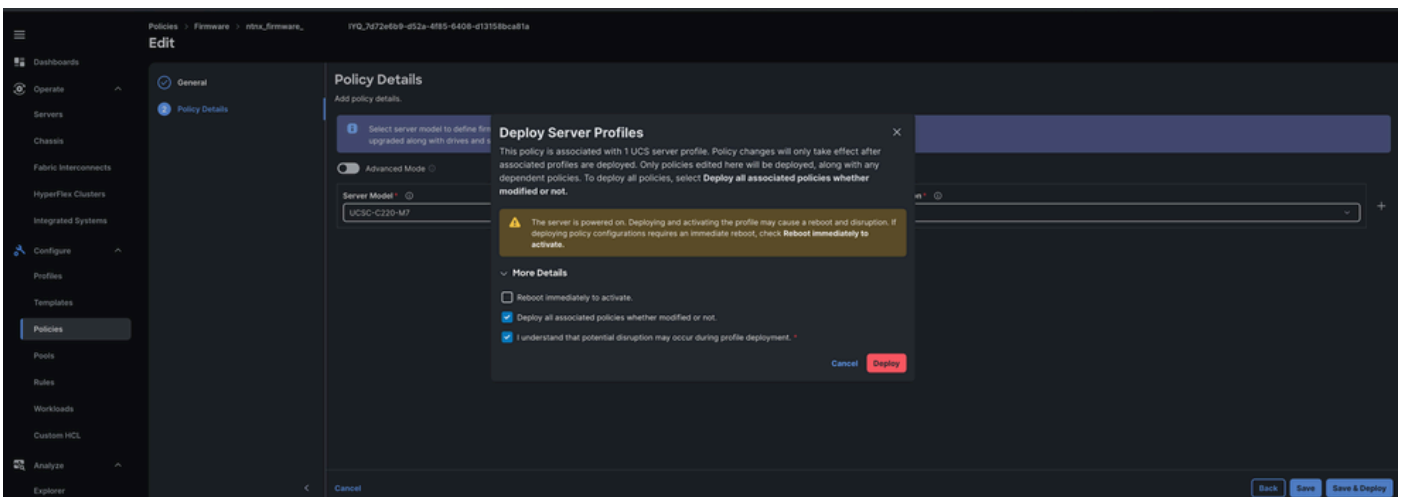 Policies > Firmware > ntnx_firmware_ IYQ_7d72e6b9-d52a-4f85-6408-d13158bca81a
Edit
Dashboards
Operate
Servers
Chassis
Fabric Interconnects
HyperFlex Clusters
Integrated Systems
Configure
Profiles
Templates
Policies
Pools
Rules
Workloads
Custom HCL
Analyze
Explorer
General
2 Policy Details
Policy Details
Add policy details.
Select server model to define firm
upgraded along with drives and s
Advanced Mode
Server Model *
UCSC-C220-M7
on *
Deploy Server Profiles
This policy is associated with 1 UCS server profile. Policy changes will only take effect after
associated profiles are deployed. Only policies edited here will be deployed, along with any
dependent policies. To deploy all policies, select Deploy all associated policies whether
modified or not.
The server is powered on. Deploying and activating the profile may cause a reboot and disruption. If
deploying policy configurations requires an immediate reboot, check Reboot immediately to
activate.
More Details
Reboot immediately to activate.
Deploy all associated policies whether modified or not.
I understand that potential disruption may occur during profile deployment. *
Cancel Deploy
Cancel
Back Save Save & Deploy